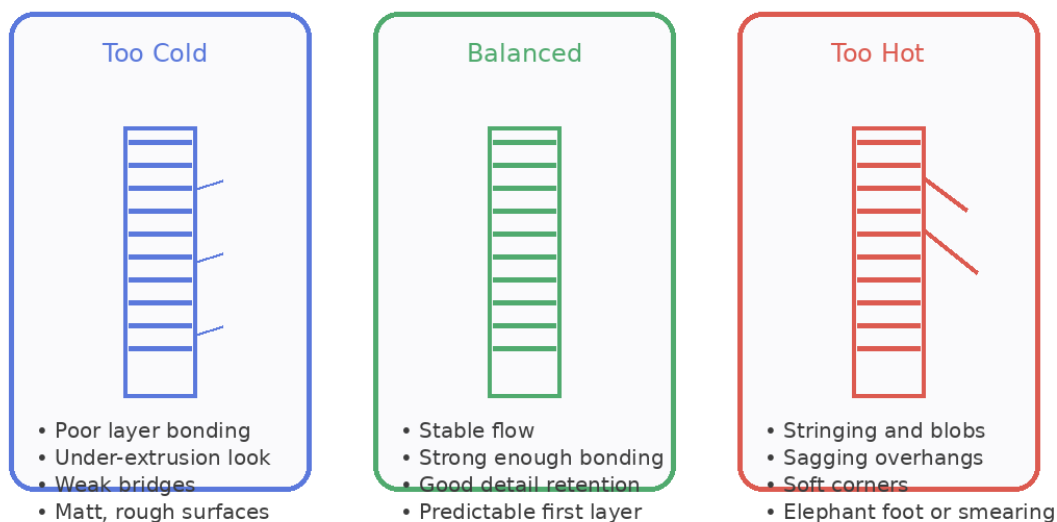 Too Cold
• Poor layer bonding
• Under-extrusion look
• Weak bridges
• Matt, rough surfaces
Balanced
• Stable flow
• Strong enough bonding
• Good detail retention
• Predictable first layer
Too Hot
• Stringing and blobs
• Sagging overhangs
• Soft corners
• Elephant foot or smearing